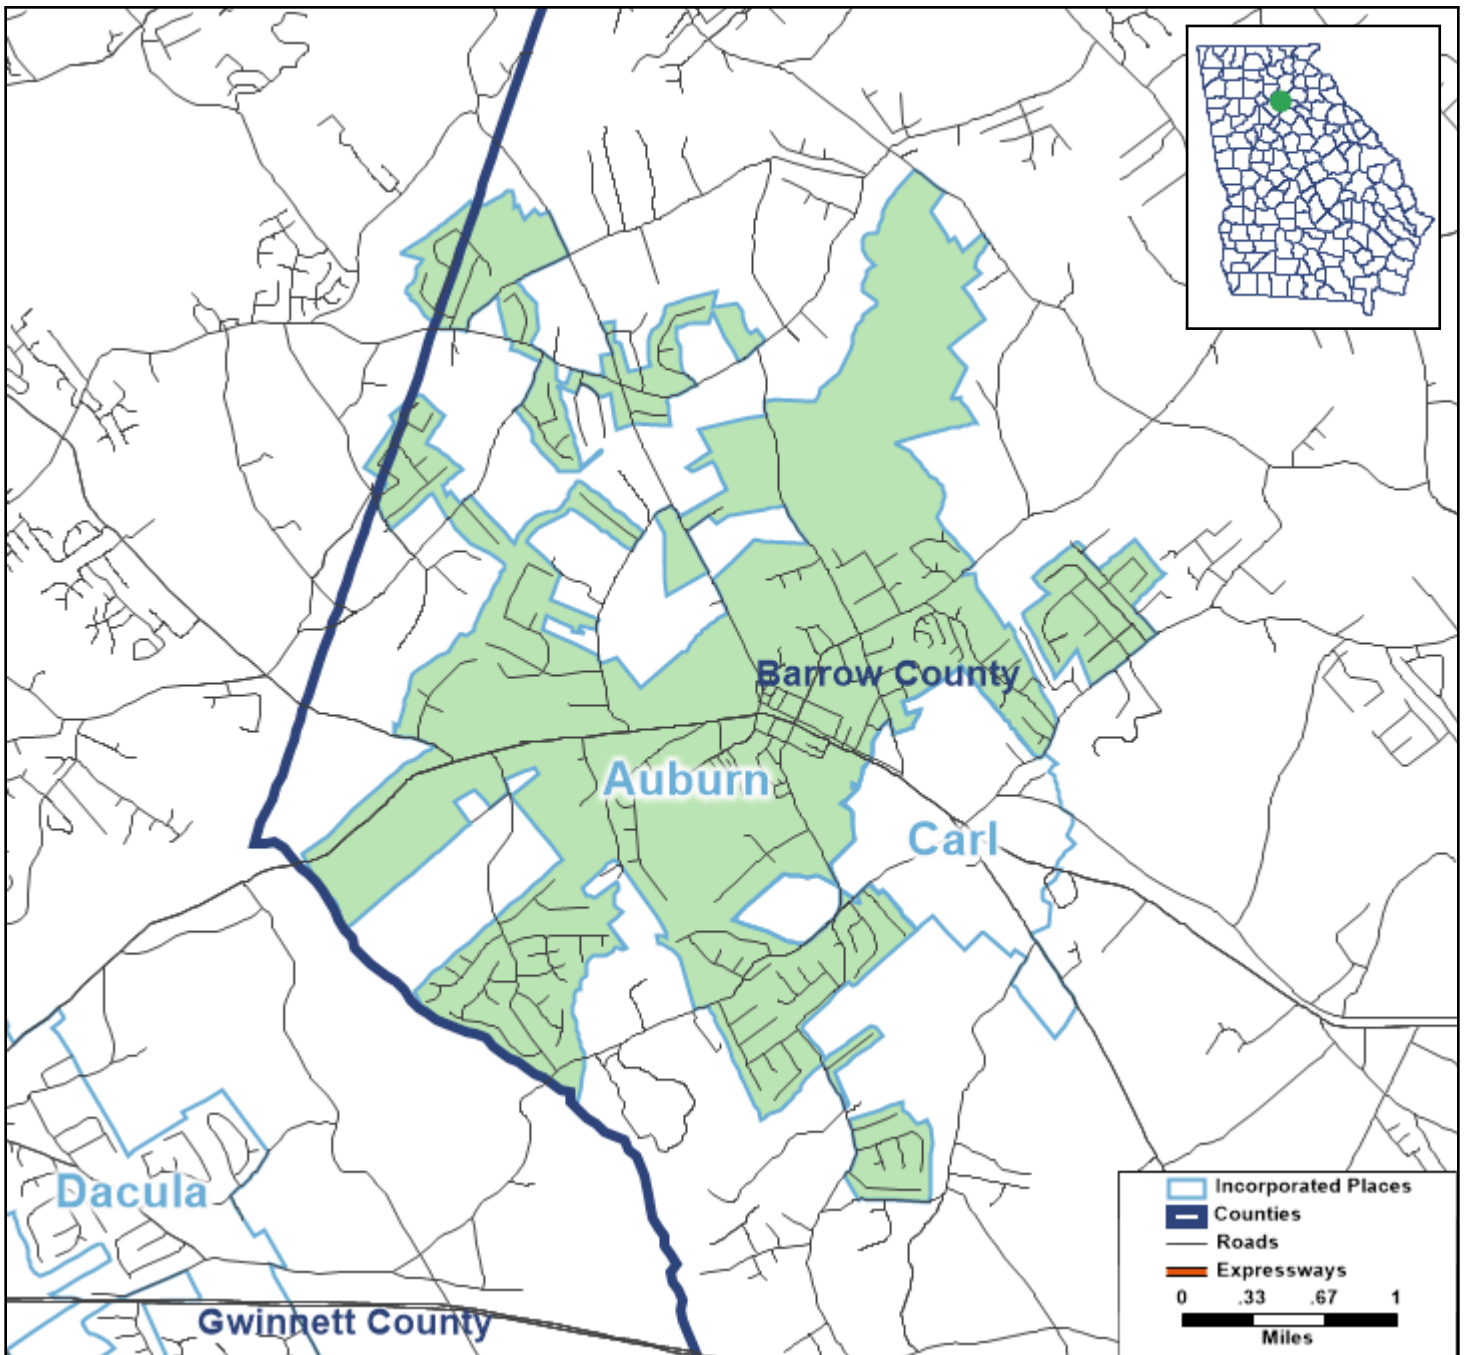 Barrow County
Auburn
Carl
Dacula
Gwinnett County
Incorporated Places
Counties
Roads
Expressways
0 .33 .67 1
Miles